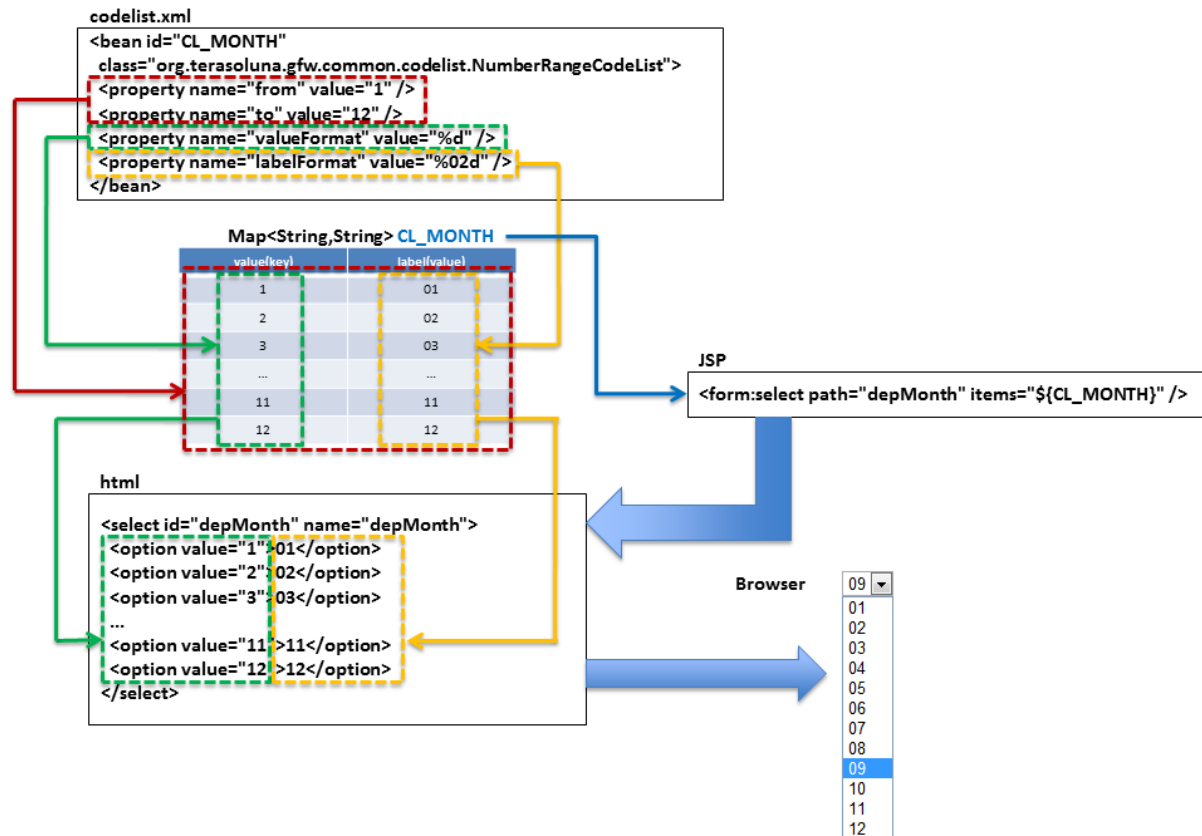 codelist.xml
<bean id="CL_MONTH"
class="org.terasoluna.gfw.common.codelist.NumberRangeCodeList">
<property name="from" value="1" />
<property name="to" value="12" />
<property name="valueFormat" value="%d" />
<property name="labelFormat" value="%02d" />
</bean>
Map<String,String> CL_MONTH
value(key) label(value)
1 01
2 02
3 03
... ...
11 11
12 12
JSP
<form:select path="depMonth" items="${CL_MONTH}" />
html
<select id="depMonth" name="depMonth">
<option value="1">01</option>
<option value="2">02</option>
<option value="3">03</option>
...
<option value="11">11</option>
<option value="12">12</option>
</select>
Browser
09
01
02
03
04
05
06
07
08
09
10
11
12